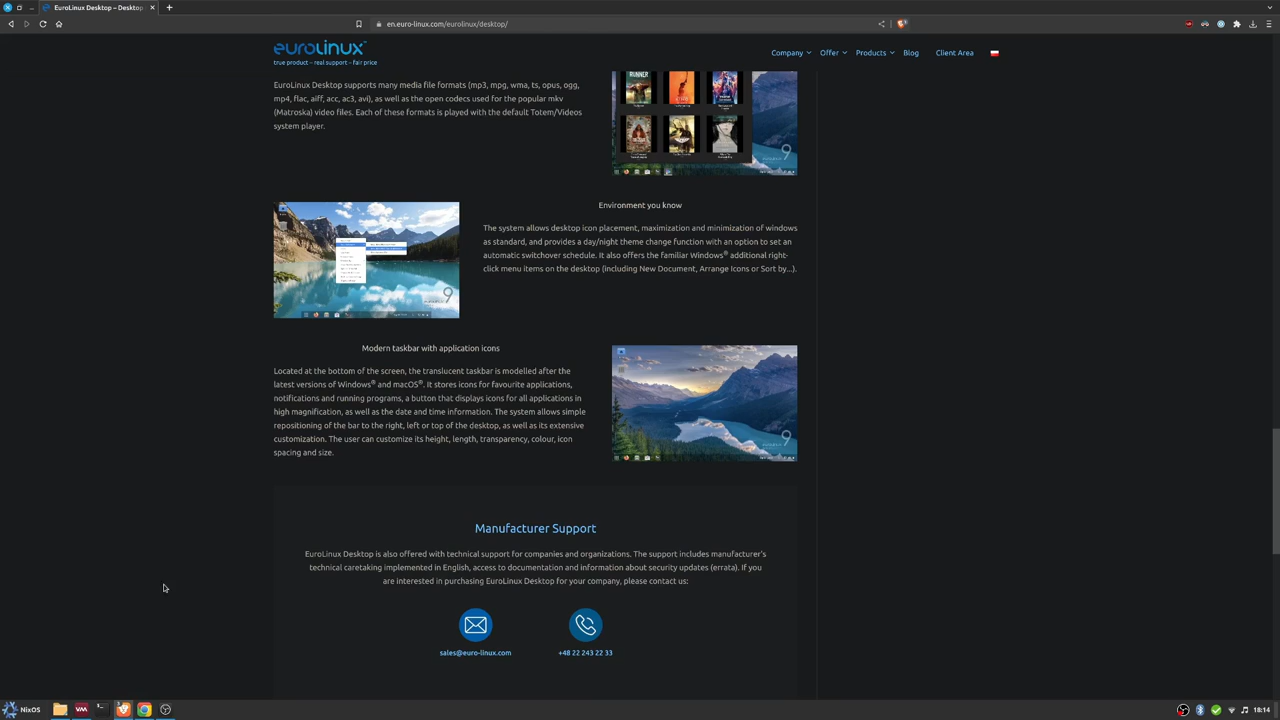 EuroLinux Desktop – Desktop
en.euro-linux.com/eurolinux/desktop/
eurolinux™
true product – real support – fair price
Company
Offer
Products
Blog
Client Area
EuroLinux Desktop supports many media file formats (mp3, mpg, wma, ts, opus, ogg,
mp4, flac, aiff, acc, ac3, avi), as well as the open codecs used for the popular mkv
(Matroska) video files. Each of these formats is played with the default Totem/Videos
system player.
RUNNER
9
Environment you know
The system allows desktop icon placement, maximization and minimization of windows
as standard, and provides a day/night theme change function with an option to set an
automatic switchover schedule. It also offers the familiar Windows® additional right-
click menu items on the desktop (including New Document, Arrange Icons or Sort by...).
9
Modern taskbar with application icons
Located at the bottom of the screen, the translucent taskbar is modelled after the
latest versions of Windows® and macOS®. It stores icons for favourite applications,
notifications and running programs, a button that displays icons for all applications in
high magnification, as well as the date and time information. The system allows simple
repositioning of the bar to the right, left or top of the desktop, as well as its extensive
customization. The user can customize its height, length, transparency, colour, icon
spacing and size.
9
Manufacturer Support
EuroLinux Desktop is also offered with technical support for companies and organizations. The support includes manufacturer's
technical caretaking implemented in English, access to documentation and information about security updates (errata). If you
are interested in purchasing EuroLinux Desktop for your company, please contact us:
sales@euro-linux.com
+48 22 243 22 33
NixOS
18:14